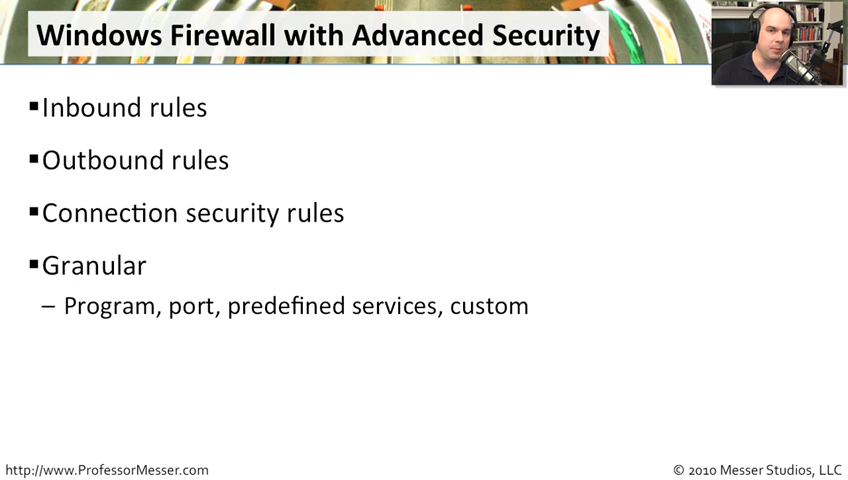 Windows Firewall with Advanced Security
▪Inbound rules
▪Outbound rules
▪Connection security rules
▪Granular
– Program, port, predefined services, custom
http://www.ProfessorMesser.com
© 2010 Messer Studios, LLC